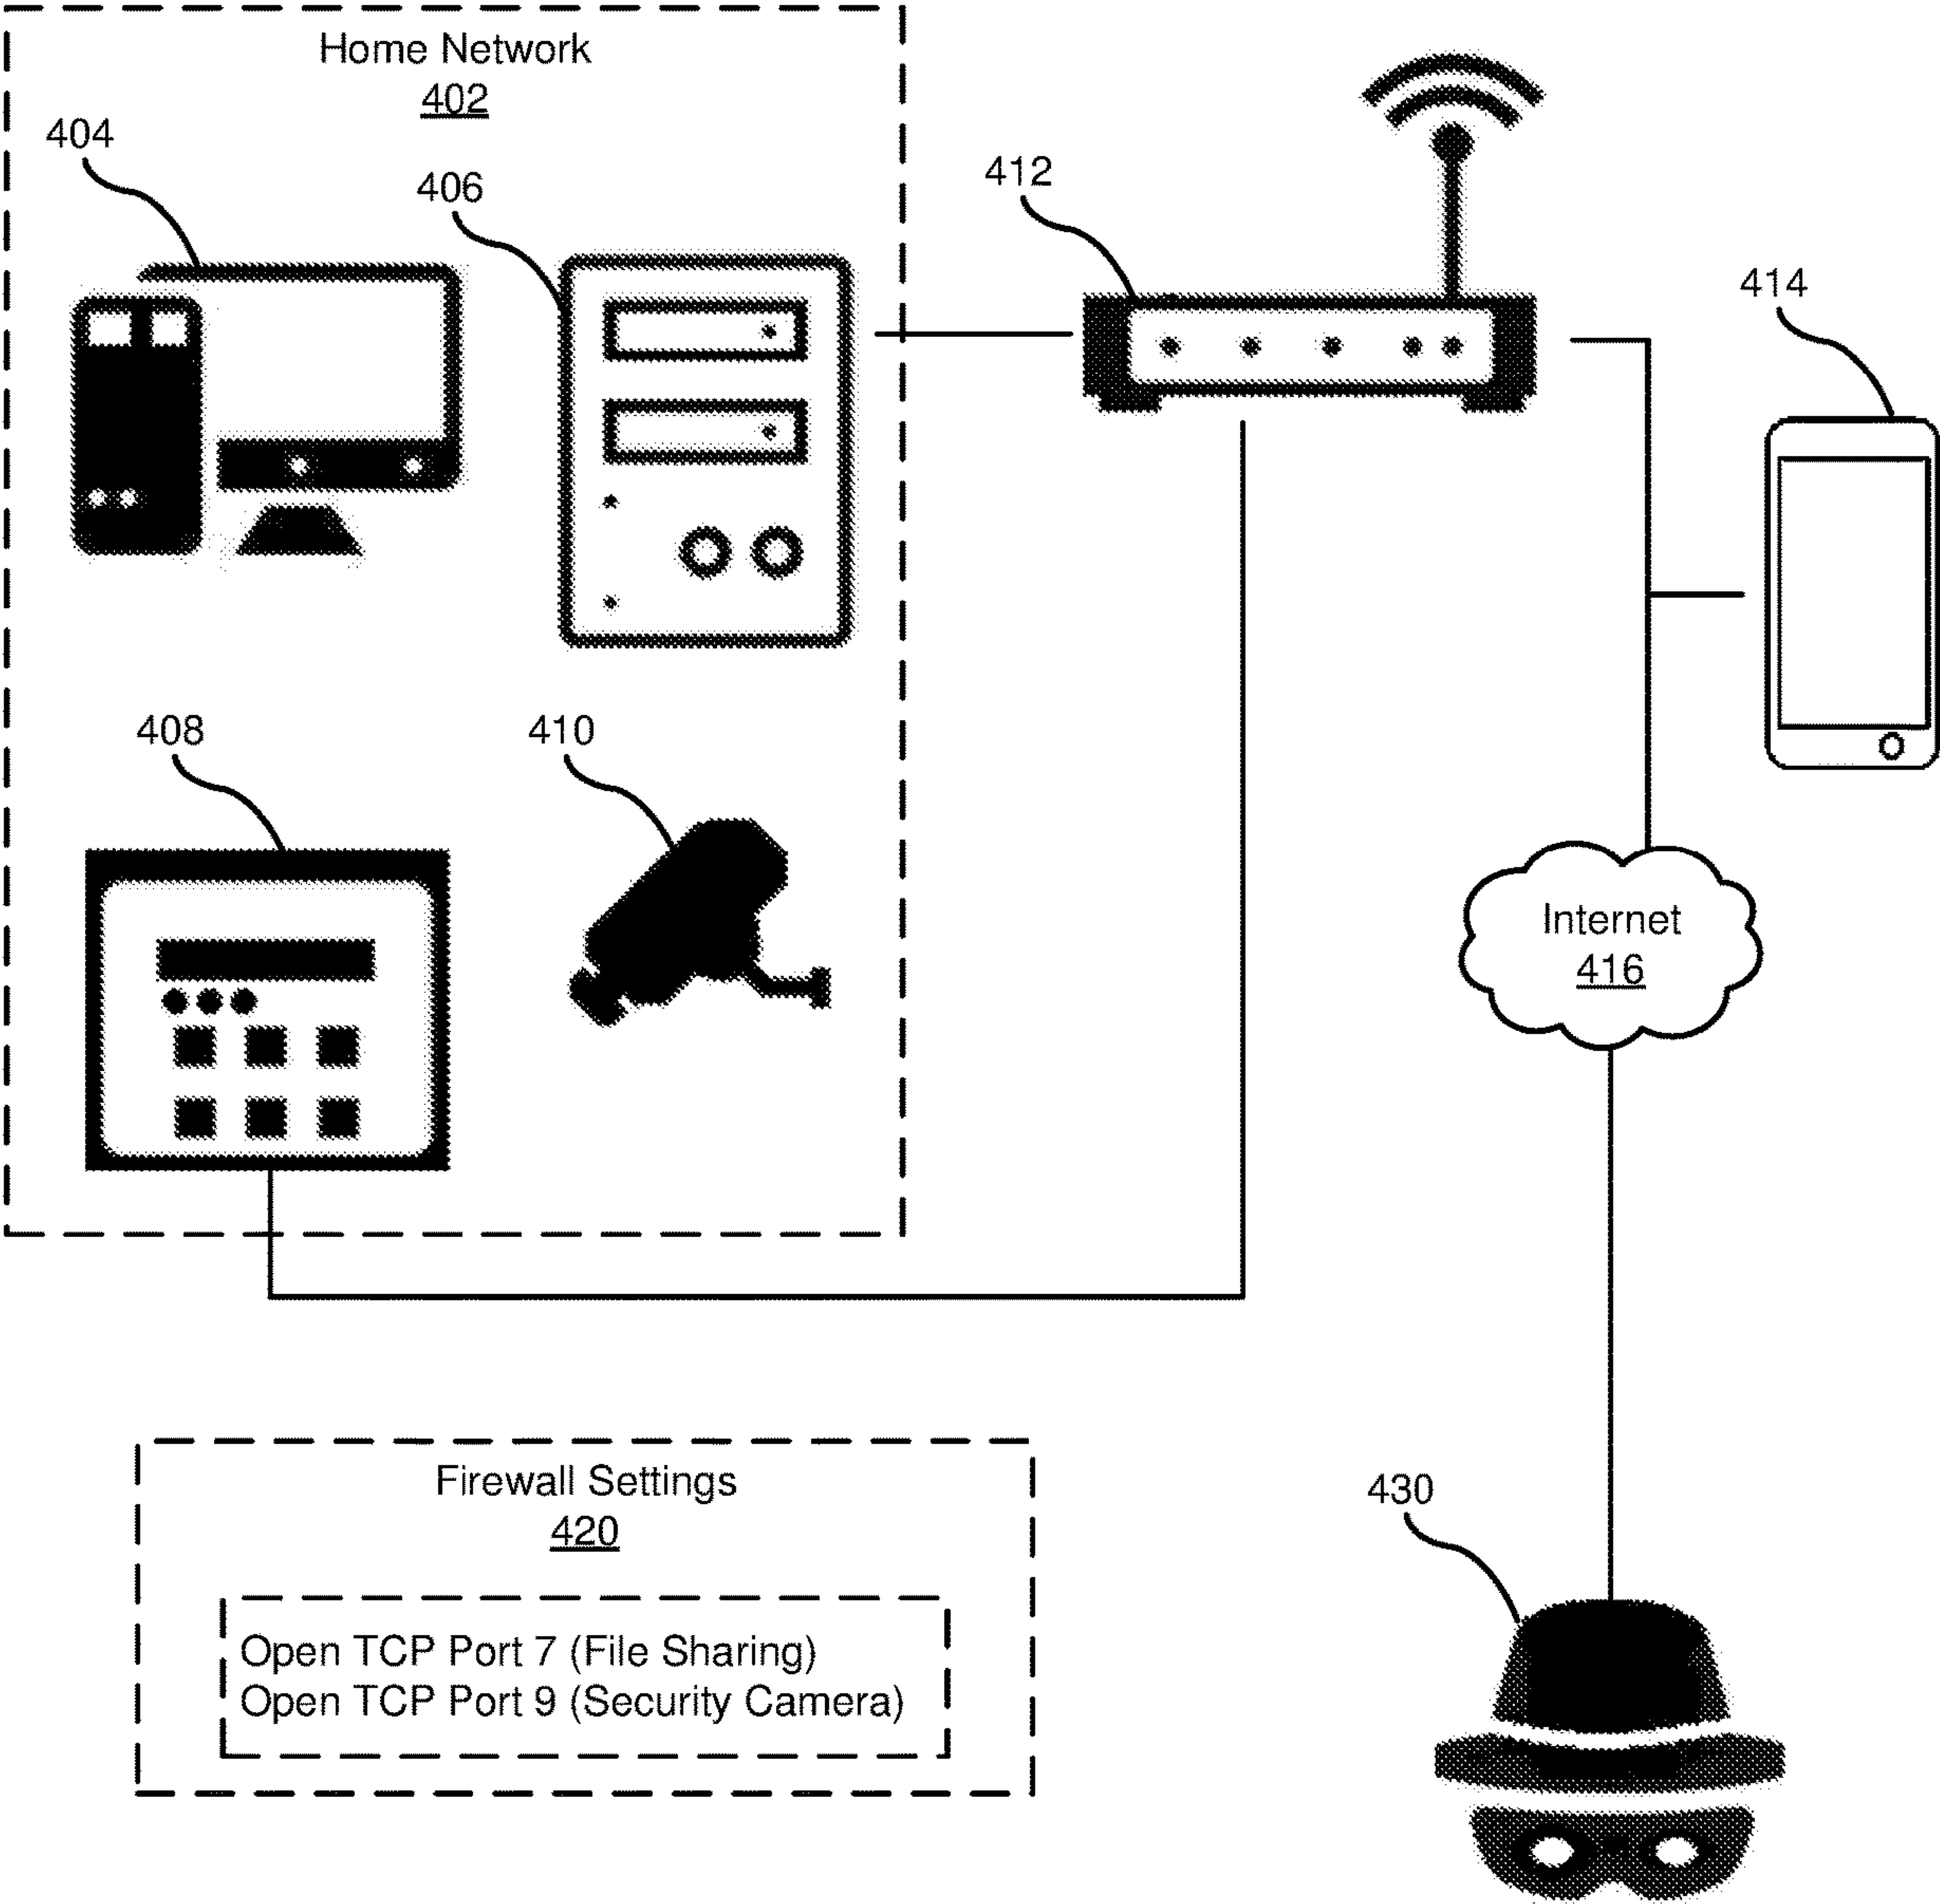 Home Network
402
404
406
412
414
408
410
Internet
416
Firewall Settings
420
430
Open TCP Port 7 (File Sharing)
Open TCP Port 9 (Security Camera)